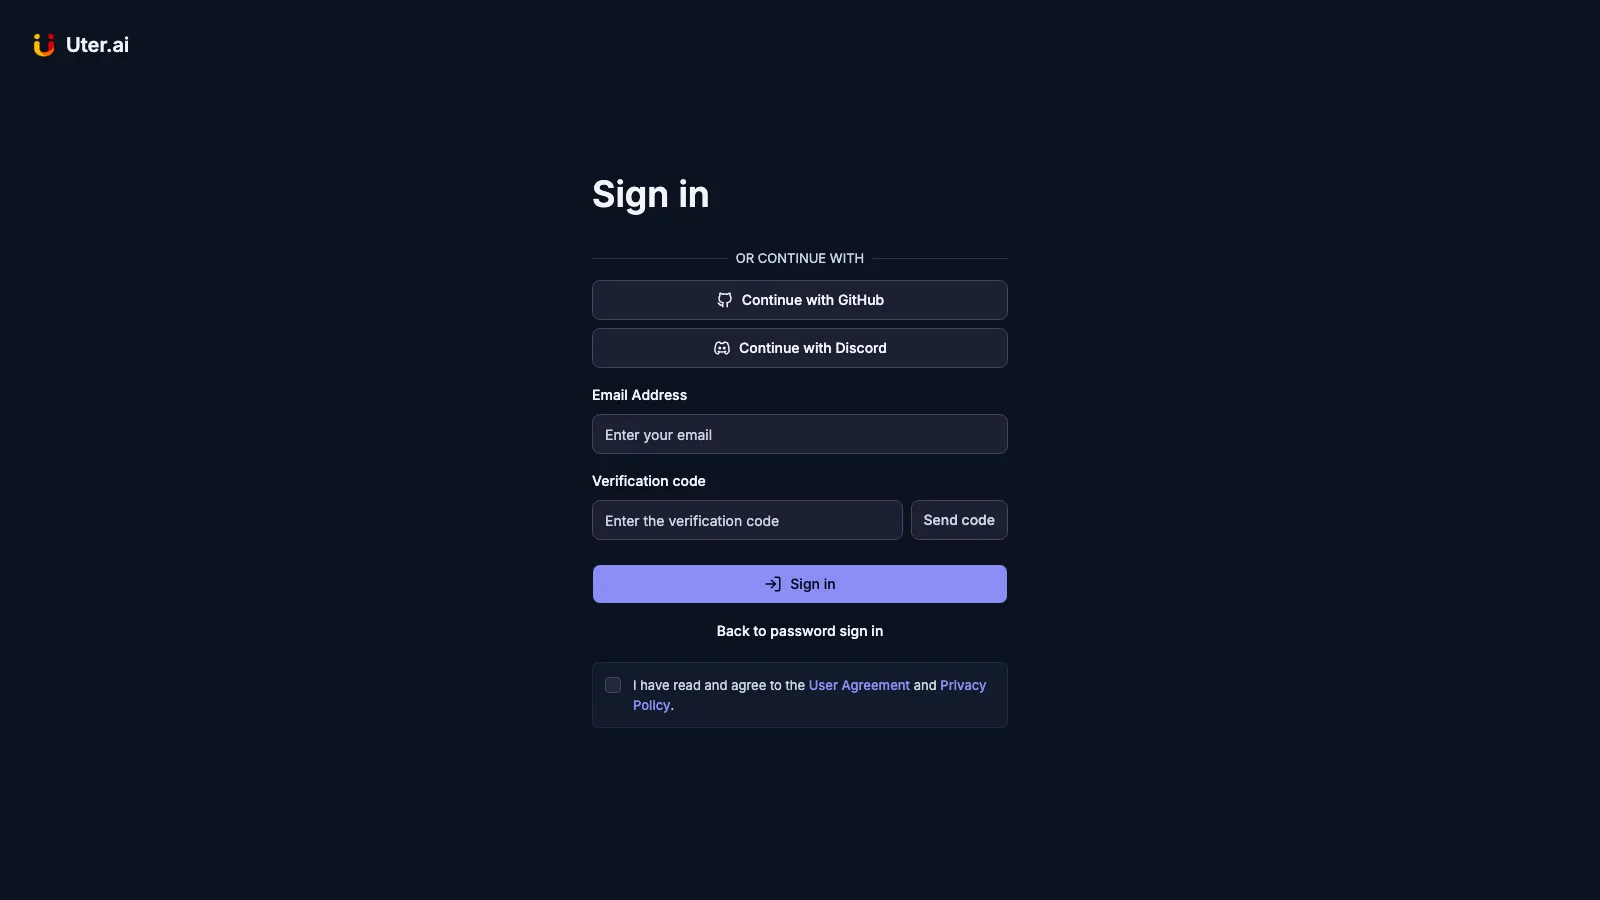 Uter.ai
Sign in
OR CONTINUE WITH
Continue with GitHub
Continue with Discord
Email Address
Enter your email
Verification code
Enter the verification code
Send code
Sign in
Back to password sign in
I have read and agree to the User Agreement and Privacy
Policy.